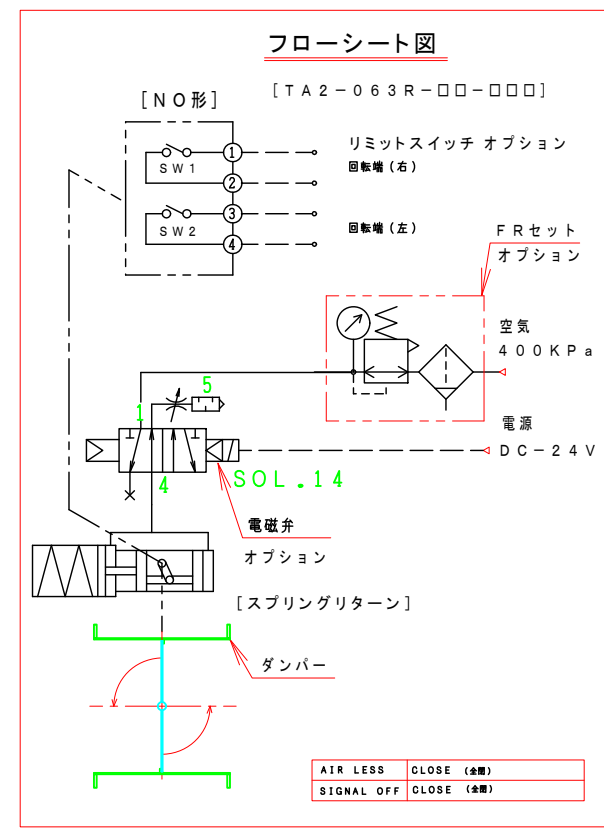 フローシート図
[TA2-063R-□□-□□□]
[NO形]
リミットスイッチ オプション
SW1
1
2
回転端(右)
SW2
3
4
回転端(左)
FRセット
オプション
空気
400KPa
電源
DC-24V
5
1
4
SOL.14
電磁弁
オプション
[スプリングリターン]
ダンパー
AIR LESS CLOSE (全閉)
SIGNAL OFF CLOSE (全閉)